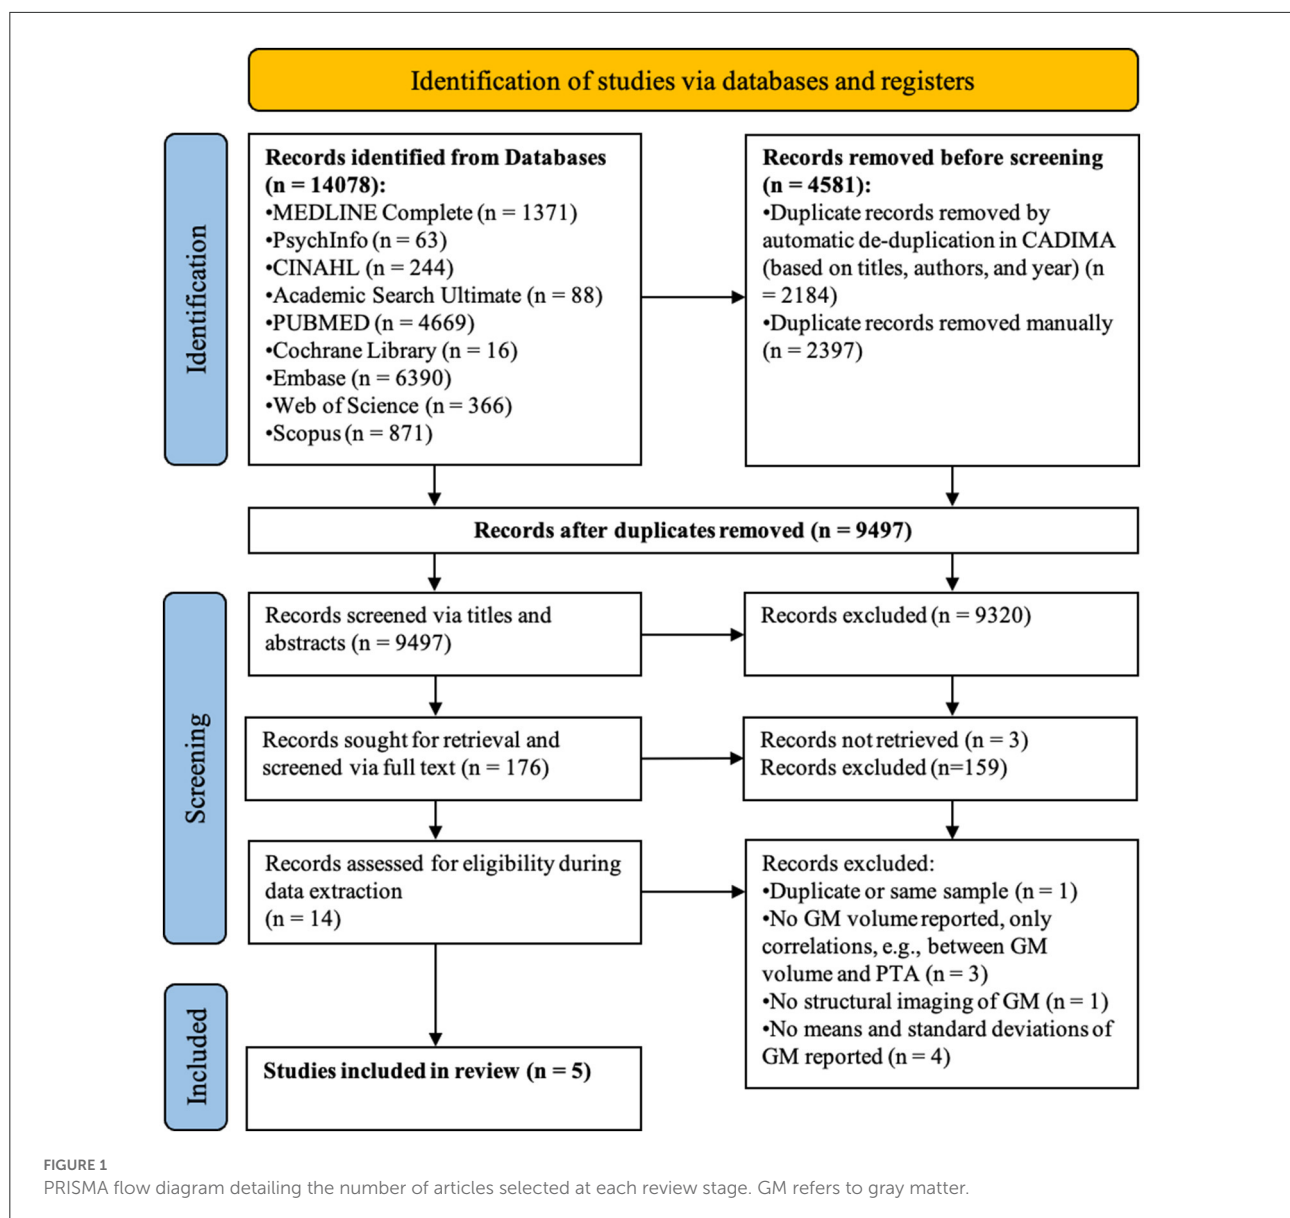 Identification of studies via databases and registers
Identification
Records identified from Databases
(n = 14078):
•MEDLINE Complete (n = 1371)
•PsychInfo (n = 63)
•CINAHL (n = 244)
•Academic Search Ultimate (n = 88)
•PUBMED (n = 4669)
•Cochrane Library (n = 16)
•Embase (n = 6390)
•Web of Science (n = 366)
•Scopus (n = 871)
Records removed before screening
(n = 4581):
•Duplicate records removed by
automatic de-duplication in CADIMA
(based on titles, authors, and year) (n
= 2184)
•Duplicate records removed manually
(n = 2397)
Records after duplicates removed (n = 9497)
Screening
Records screened via titles and
abstracts (n = 9497)
Records excluded (n = 9320)
Records sought for retrieval and
screened via full text (n = 176)
Records not retrieved (n = 3)
Records excluded (n=159)
Records assessed for eligibility during
data extraction
(n = 14)
Records excluded:
•Duplicate or same sample (n = 1)
•No GM volume reported, only
correlations, e.g., between GM
volume and PTA (n = 3)
•No structural imaging of GM (n = 1)
•No means and standard deviations of
GM reported (n = 4)
Included
Studies included in review (n = 5)
FIGURE 1
PRISMA flow diagram detailing the number of articles selected at each review stage. GM refers to gray matter.